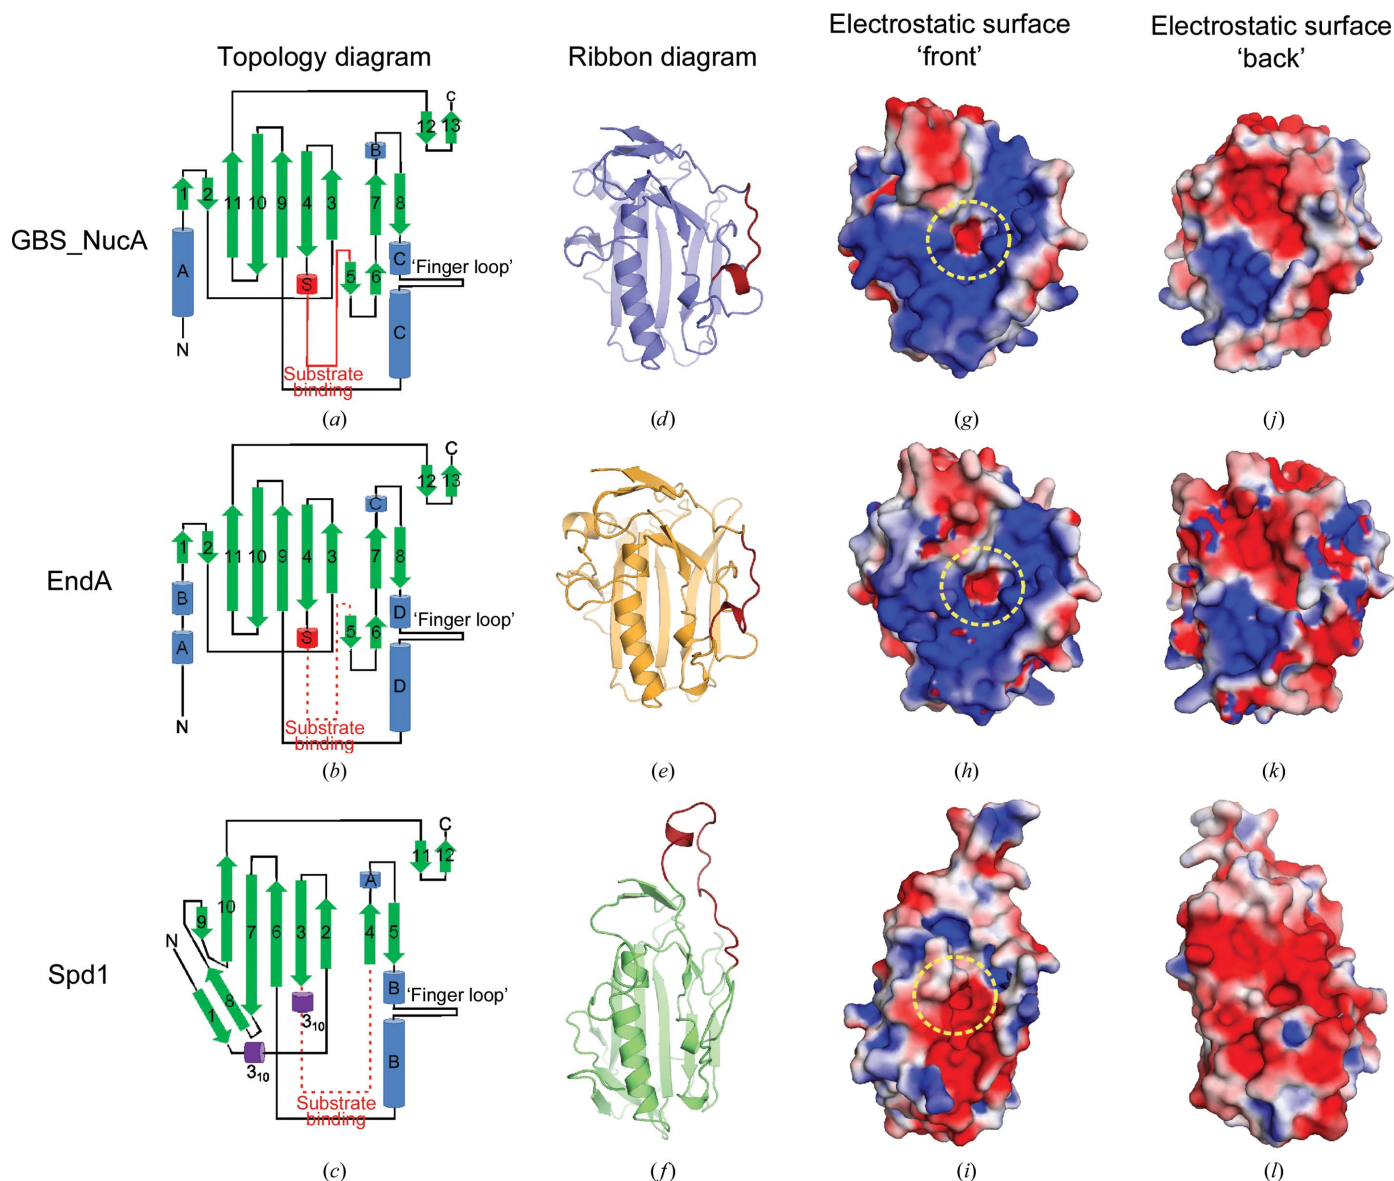 Topology diagram
Ribbon diagram
Electrostatic surface
'front'
Electrostatic surface
'back'
GBS_NucA
A
N
1
2
11
10
9
4
3
S
5
6
7
B
8
C
C
12
13
C
'Finger loop'
Substrate
binding
(a)
(d)
(g)
(j)
EndA
B
A
N
1
2
11
10
9
4
3
S
5
6
7
C
8
D
D
12
13
C
'Finger loop'
Substrate
binding
(b)
(e)
(h)
(k)
Spd1
N
9
10
1
8
7
6
3
2
3₁₀
3₁₀
4
A
5
B
B
11
12
C
'Finger loop'
Substrate
binding
(c)
(f)
(i)
(l)